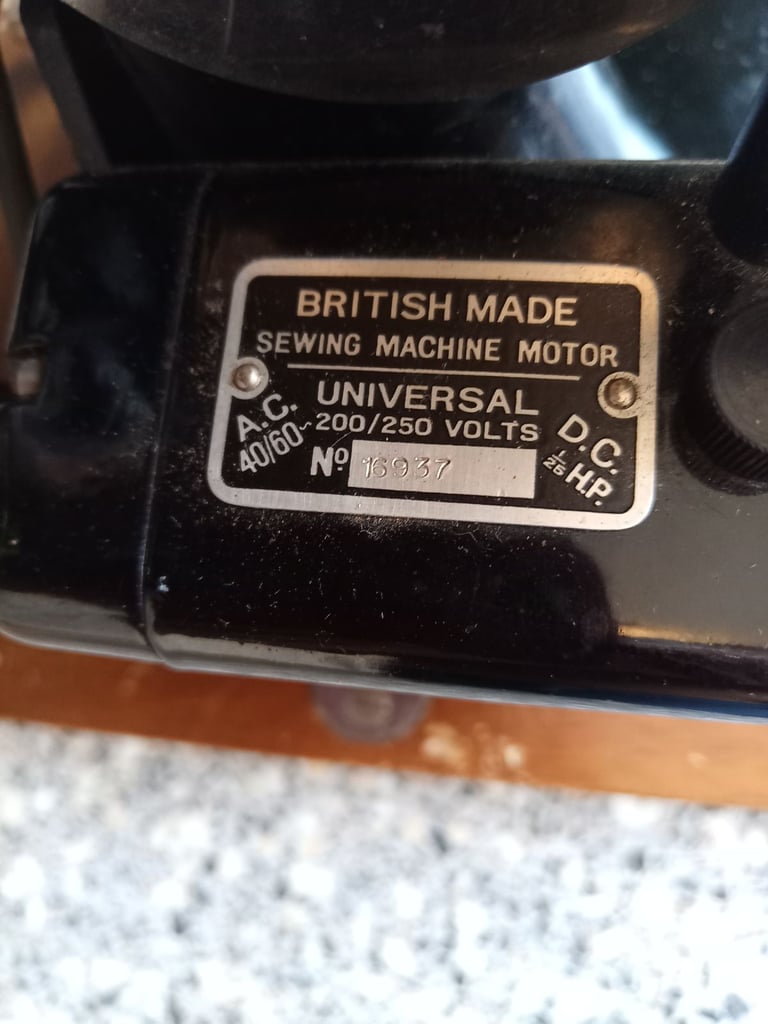 BRITISH MADE
SEWING MACHINE MOTOR
UNIVERSAL
A.C. 40/60~
200/250 VOLTS
D.C. 1/25 H.P.
Nº 16937